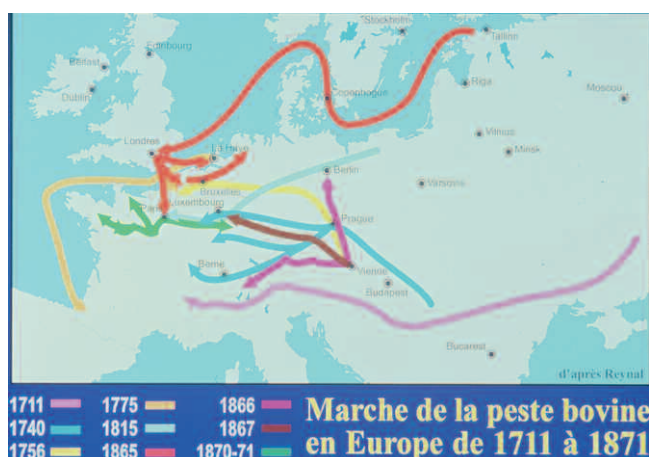 Stockholm
Tallinn
Edinbourg
Belfast
Riga
Copenhague
Moscou
Dublin
Vilnius
Londres
La Haye
Minsk
Berlin
Varsovie
Bruxelles
Luxembourg
Paris
Prague
Berne
Vienne
Budapest
Bucarest
d'après Reynal
1711
1775
1866
1740
1815
1867
1756
1865
1870-71
Marche de la peste bovine
en Europe de 1711 à 1871